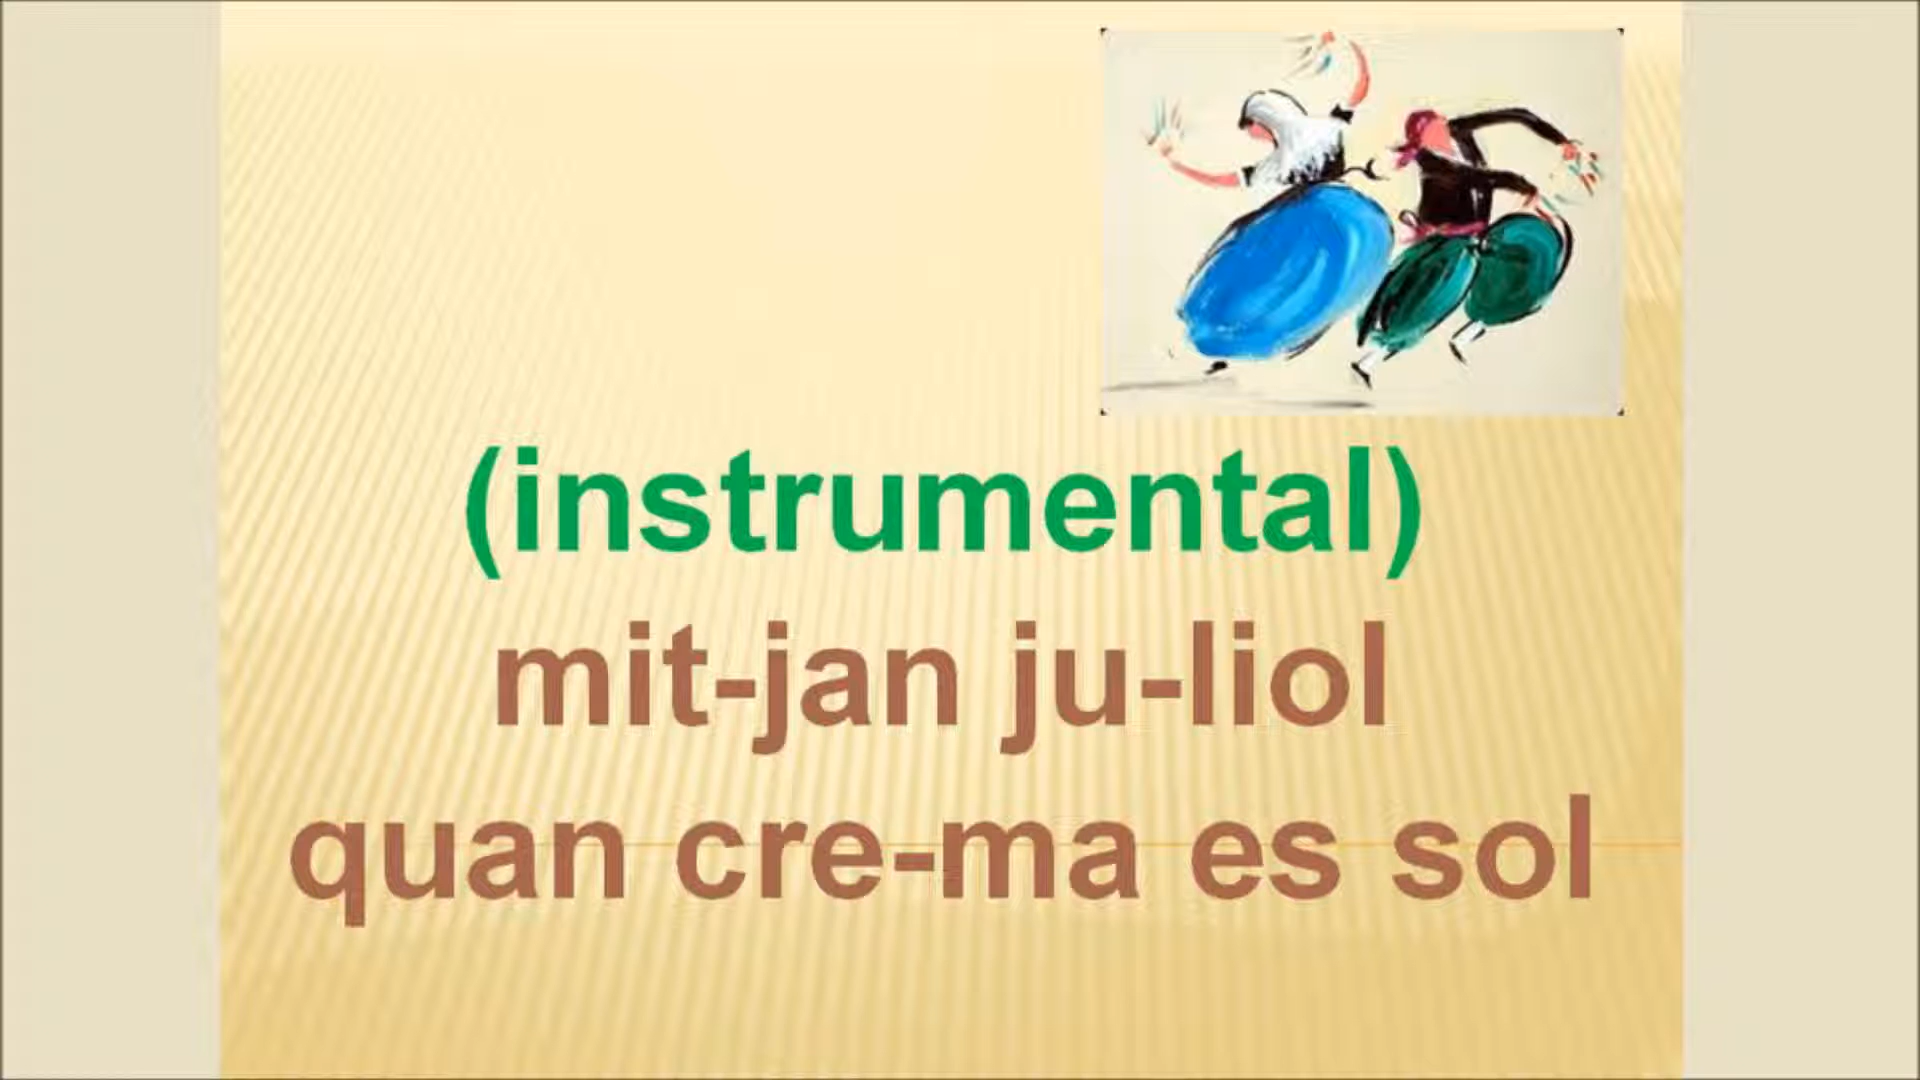 (instrumental)
mit-jan ju-liol
quan cre-ma es sol